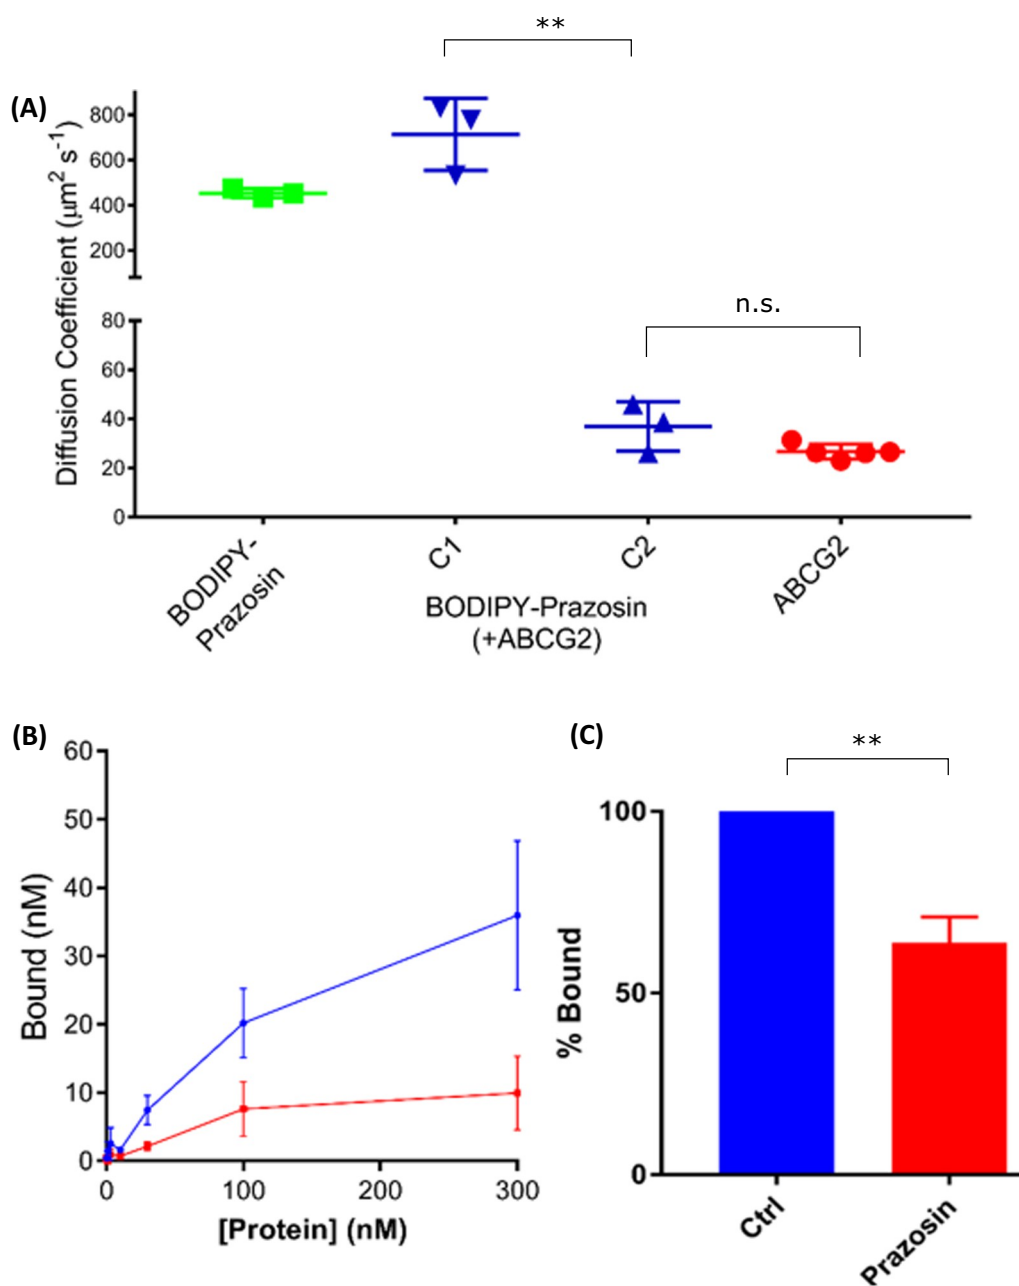 **
(A)
Diffusion Coefficient (μm² s⁻¹)
800
600
400
200
80
60
40
20
0
n.s.
BODIPY-
Prazosin
C1
C2
ABCG2
BODIPY-Prazosin
(+ABCG2)
(B)
Bound (nM)
60
50
40
30
20
10
0
0 100 200 300
[Protein] (nM)
(C)
**
% Bound
100
50
0
Ctrl
Prazosin